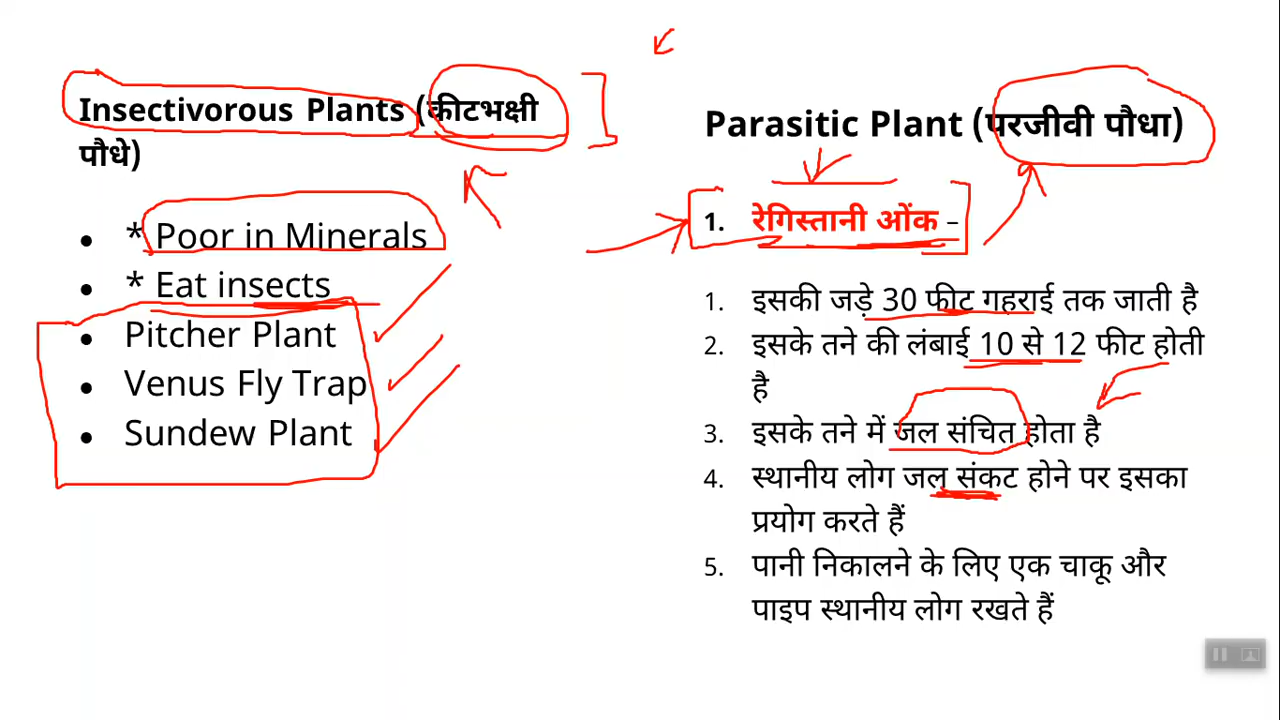 Insectivorous Plants (कीटभक्षी
पौधे)
• * Poor in Minerals
• * Eat insects
• Pitcher Plant
• Venus Fly Trap
• Sundew Plant
Parasitic Plant (परजीवी पौधा)
1. रेगिस्तानी ओंक –
1. इसकी जड़े 30 फीट गहराई तक जाती है
2. इसके तने की लंबाई 10 से 12 फीट होती
है
3. इसके तने में जल संचित होता है
4. स्थानीय लोग जल संकट होने पर इसका
प्रयोग करते हैं
5. पानी निकालने के लिए एक चाकू और
पाइप स्थानीय लोग रखते हैं